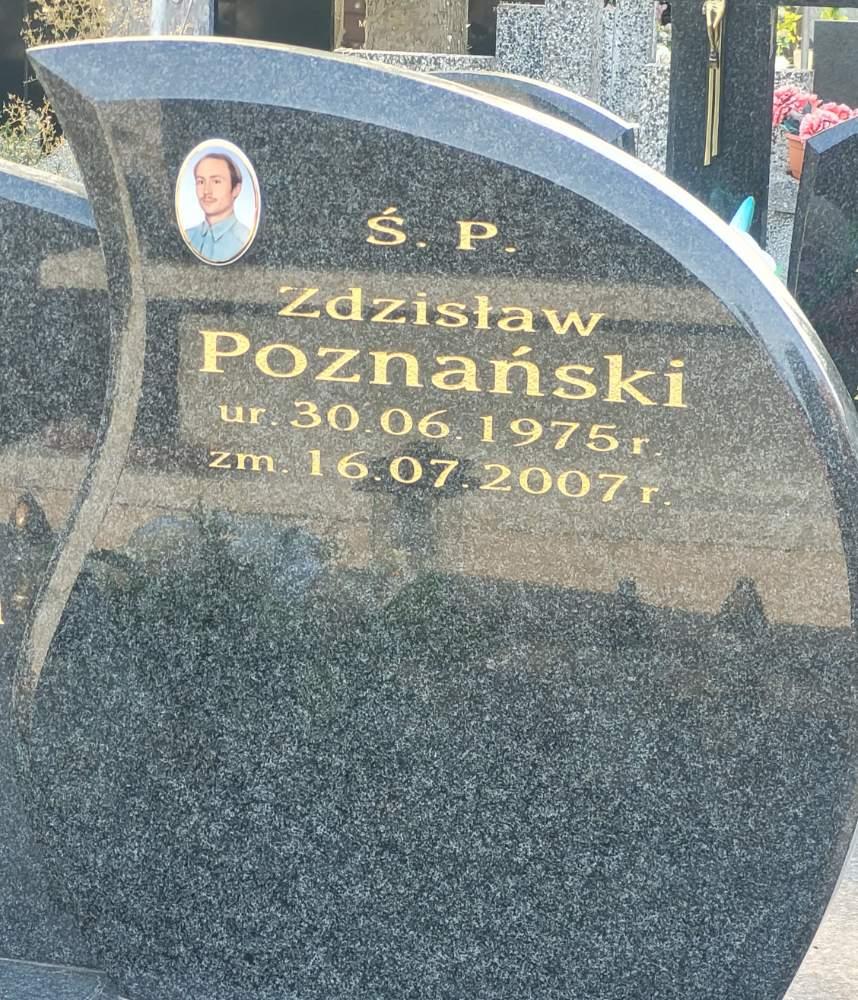 Ś. P.
Zdzisław
Poznański
ur. 30.06.1975 r.
zm. 16.07.2007 r.